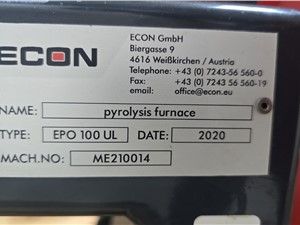 ECON
ECON GmbH
Biergasse 9
4616 Weißkirchen / Austria
Telephone: +43 (0) 7243-56 560-0
Fax: +43 (0) 7243-56 560-19
email: office@econ.eu
NAME: pyrolysis furnace
TYPE: EPO 100 UL DATE: 2020
MACH.NO: ME210014